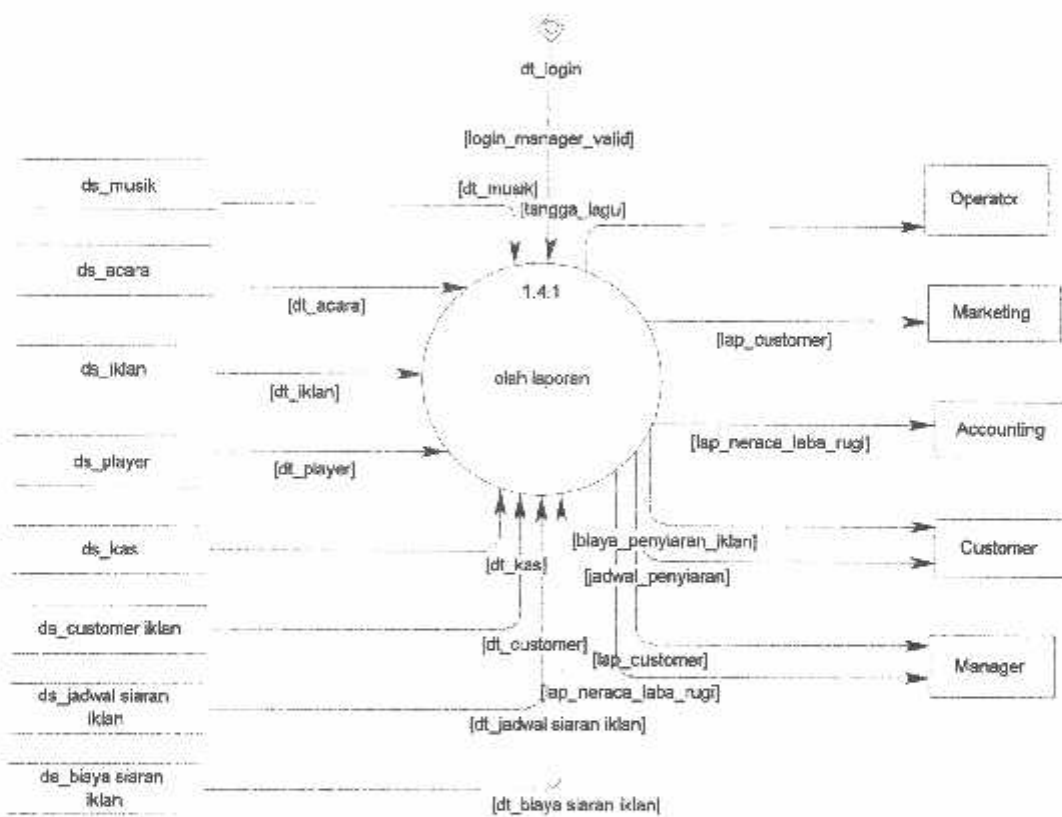 dt_login
[login_manager_valid]
ds_musik
[dt_musik]
[tangga_lagu]
Operator
ds_acara
[dt_acara]
1.4.1
Marketing
[lap_customer]
ds_iklan
[dt_iklan]
olah laporan
Accounting
[lap_neraca_laba_rugi]
ds_player
[dt_player]
ds_kas
[dt_kas]
[biaya_penyiaran_iklan]
[jadwal_penyiaran]
Customer
ds_customer iklan
[dt_customer]
[lap_customer]
Manager
ds_jadwal siaran
iklan
[lap_neraca_laba_rugi]
[dt_jadwal siaran iklan]
ds_biaya siaran
iklan
[dt_biaya siaran iklan]